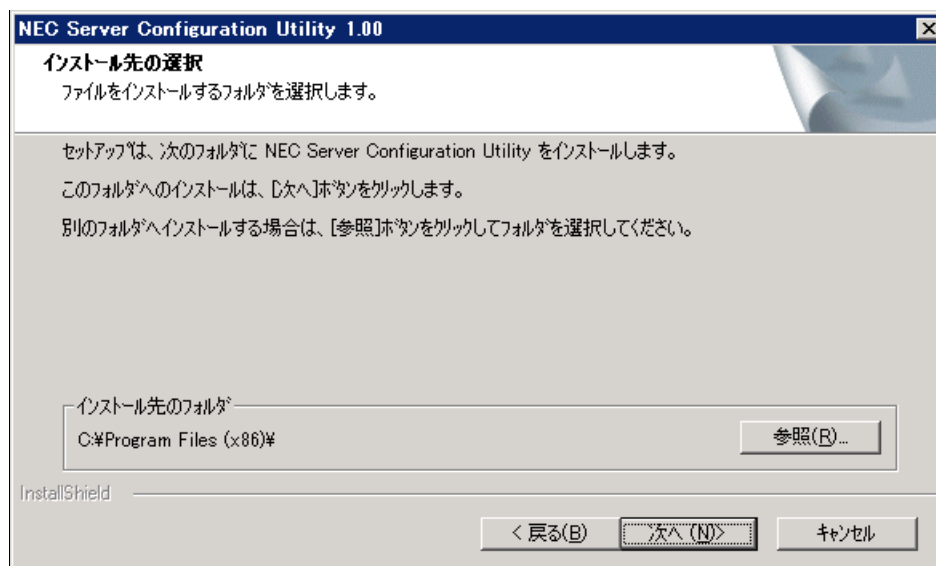 NEC Server Configuration Utility 1.00
インストール先の選択
ファイルをインストールするフォルダを選択します。
セットアップは、次のフォルダに NEC Server Configuration Utility をインストールします。
このフォルダへのインストールは、[次へ]ボタンをクリックします。
別のフォルダへインストールする場合は、[参照]ボタンをクリックしてフォルダを選択してください。
インストール先のフォルダ
C:¥Program Files (x86)¥
参照(R)...
InstallShield
< 戻る(B)
次へ (N)>
キャンセル